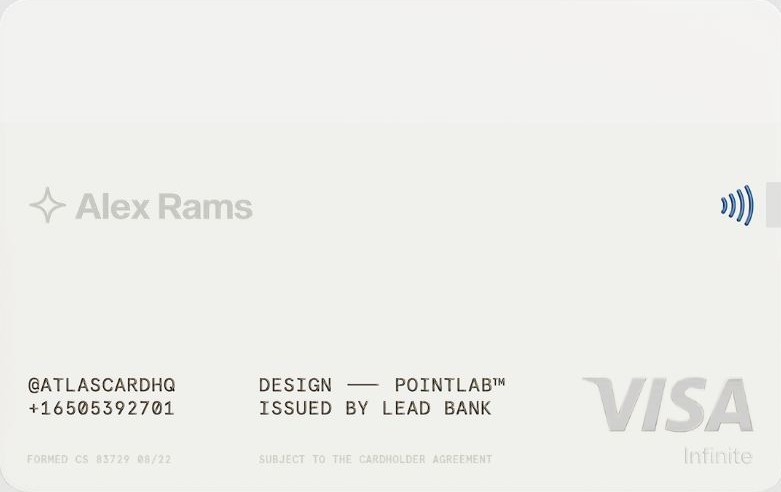 Alex Rams
@ATLASCARDHQ
+16505392701
DESIGN —— POINTLAB™
ISSUED BY LEAD BANK
VISA
Infinite
FORMED CS 83729 08/22
SUBJECT TO THE CARDHOLDER AGREEMENT